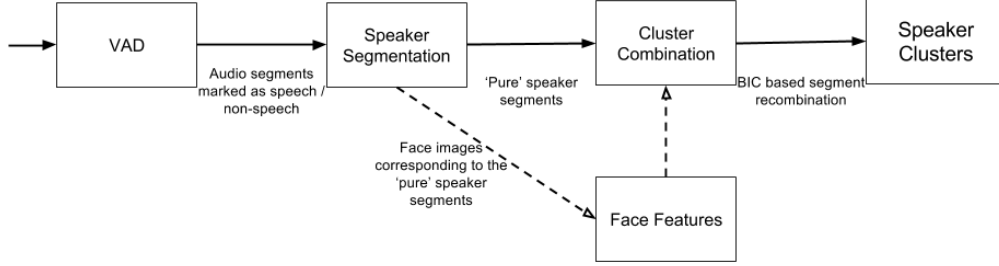 VAD
Audio segments
marked as speech /
non-speech
Speaker
Segmentation
'Pure' speaker
segments
Cluster
Combination
BIC based segment
recombination
Speaker
Clusters
Face images
corresponding to the
'pure' speaker
segments
Face Features